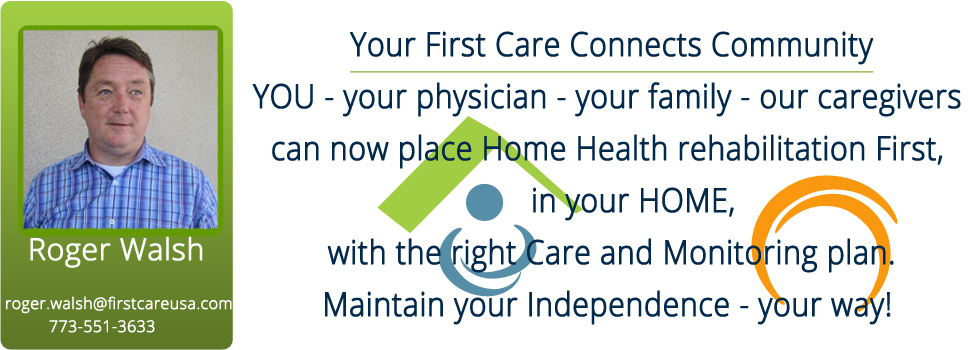 Roger Walsh
roger.walsh@firstcareusa.com
773-551-3633
Your First Care Connects Community
YOU - your physician - your family - our caregivers
can now place Home Health rehabilitation First,
in your HOME,
with the right Care and Monitoring plan.
Maintain your Independence - your way!